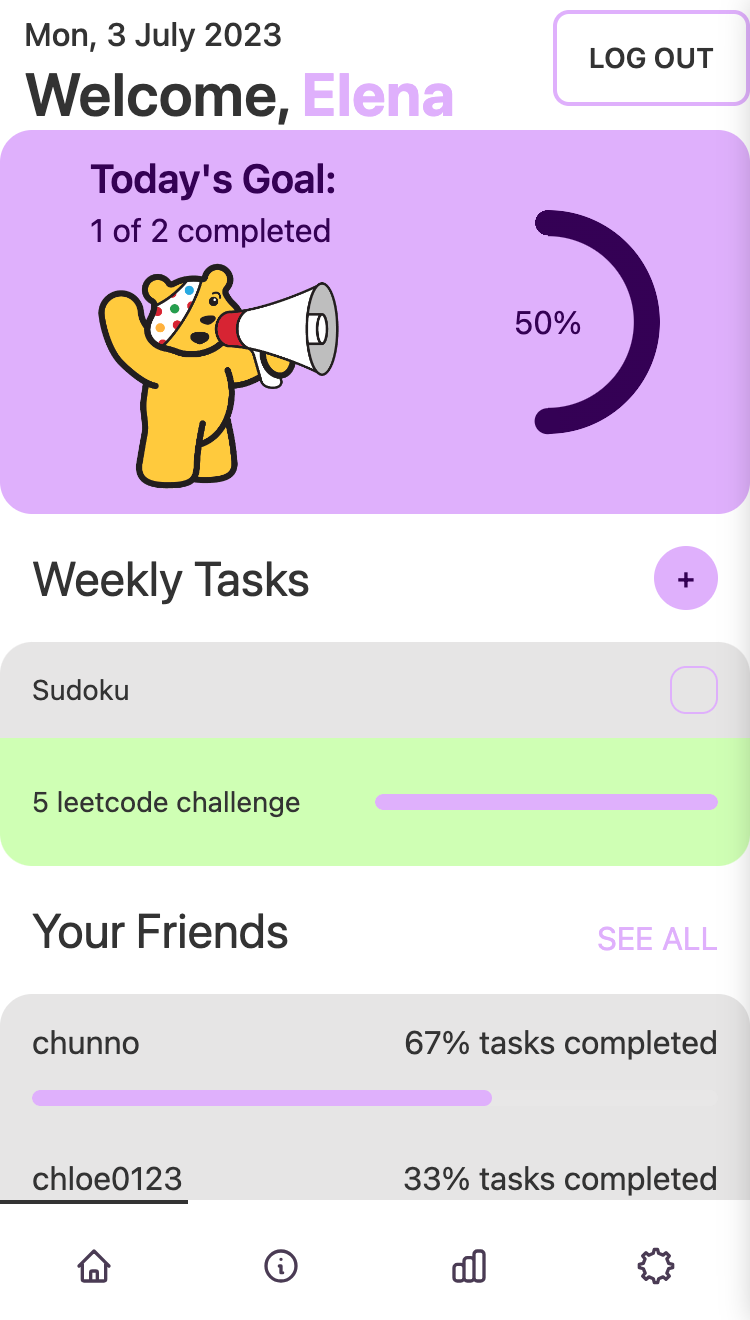 Mon, 3 July 2023
LOG OUT
Welcome, Elena
Today's Goal:
1 of 2 completed
50%
Weekly Tasks
+
Sudoku
5 leetcode challenge
Your Friends
SEE ALL
chunno
67% tasks completed
chloe0123
33% tasks completed